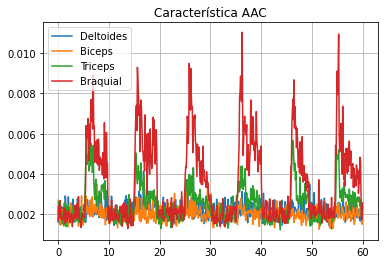 Característica AAC
Deltoides
Biceps
Triceps
Braquial
0.010
0.008
0.006
0.004
0.002
0 10 20 30 40 50 60